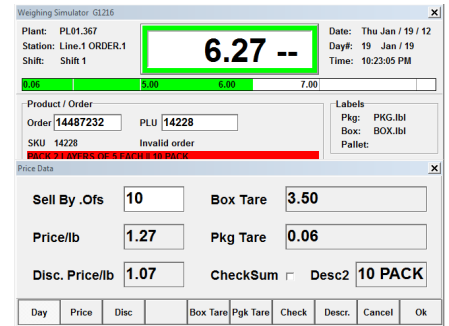 Weighing Simulator G1216
Plant: PL01.367
Station: Line.1 ORDER.1
Shift: Shift 1
6.27 --
Date: Thu Jan / 19 / 12
Day#: 19 Jan / 19
Time: 10:23:05 PM
0.06 5.00 6.00 7.00
Product / Order
Order 14487232 PLU 14228
SKU 14228 Invalid order
PACK 2 LAYERS OF 5 EACH = 10 PACK
Labels
Pkg: PKG.lbl
Box: BOX.lbl
Pallet:
Price Data
Sell By .Ofs 10 Box Tare 3.50
Price/lb 1.27 Pkg Tare 0.06
Disc. Price/lb 1.07 CheckSum Desc2 10 PACK
Day Price Disc Box Tare Pgk Tare Check Descr. Cancel Ok